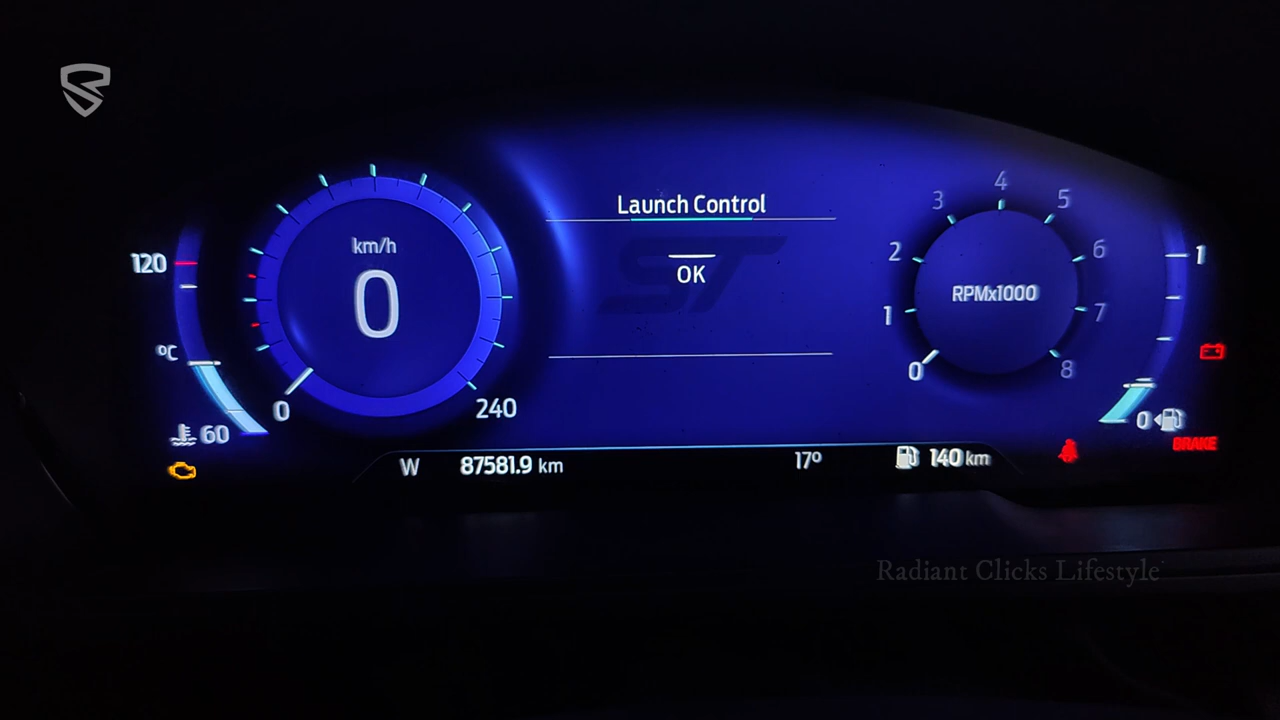 Launch Control
OK
ST
km/h
0
0
240
120
°C
60
RPMx1000
0
1
2
3
4
5
6
7
8
1
0
BRAKE
W 87581.9 km 17° 140 km
Radiant Clicks Lifestyle